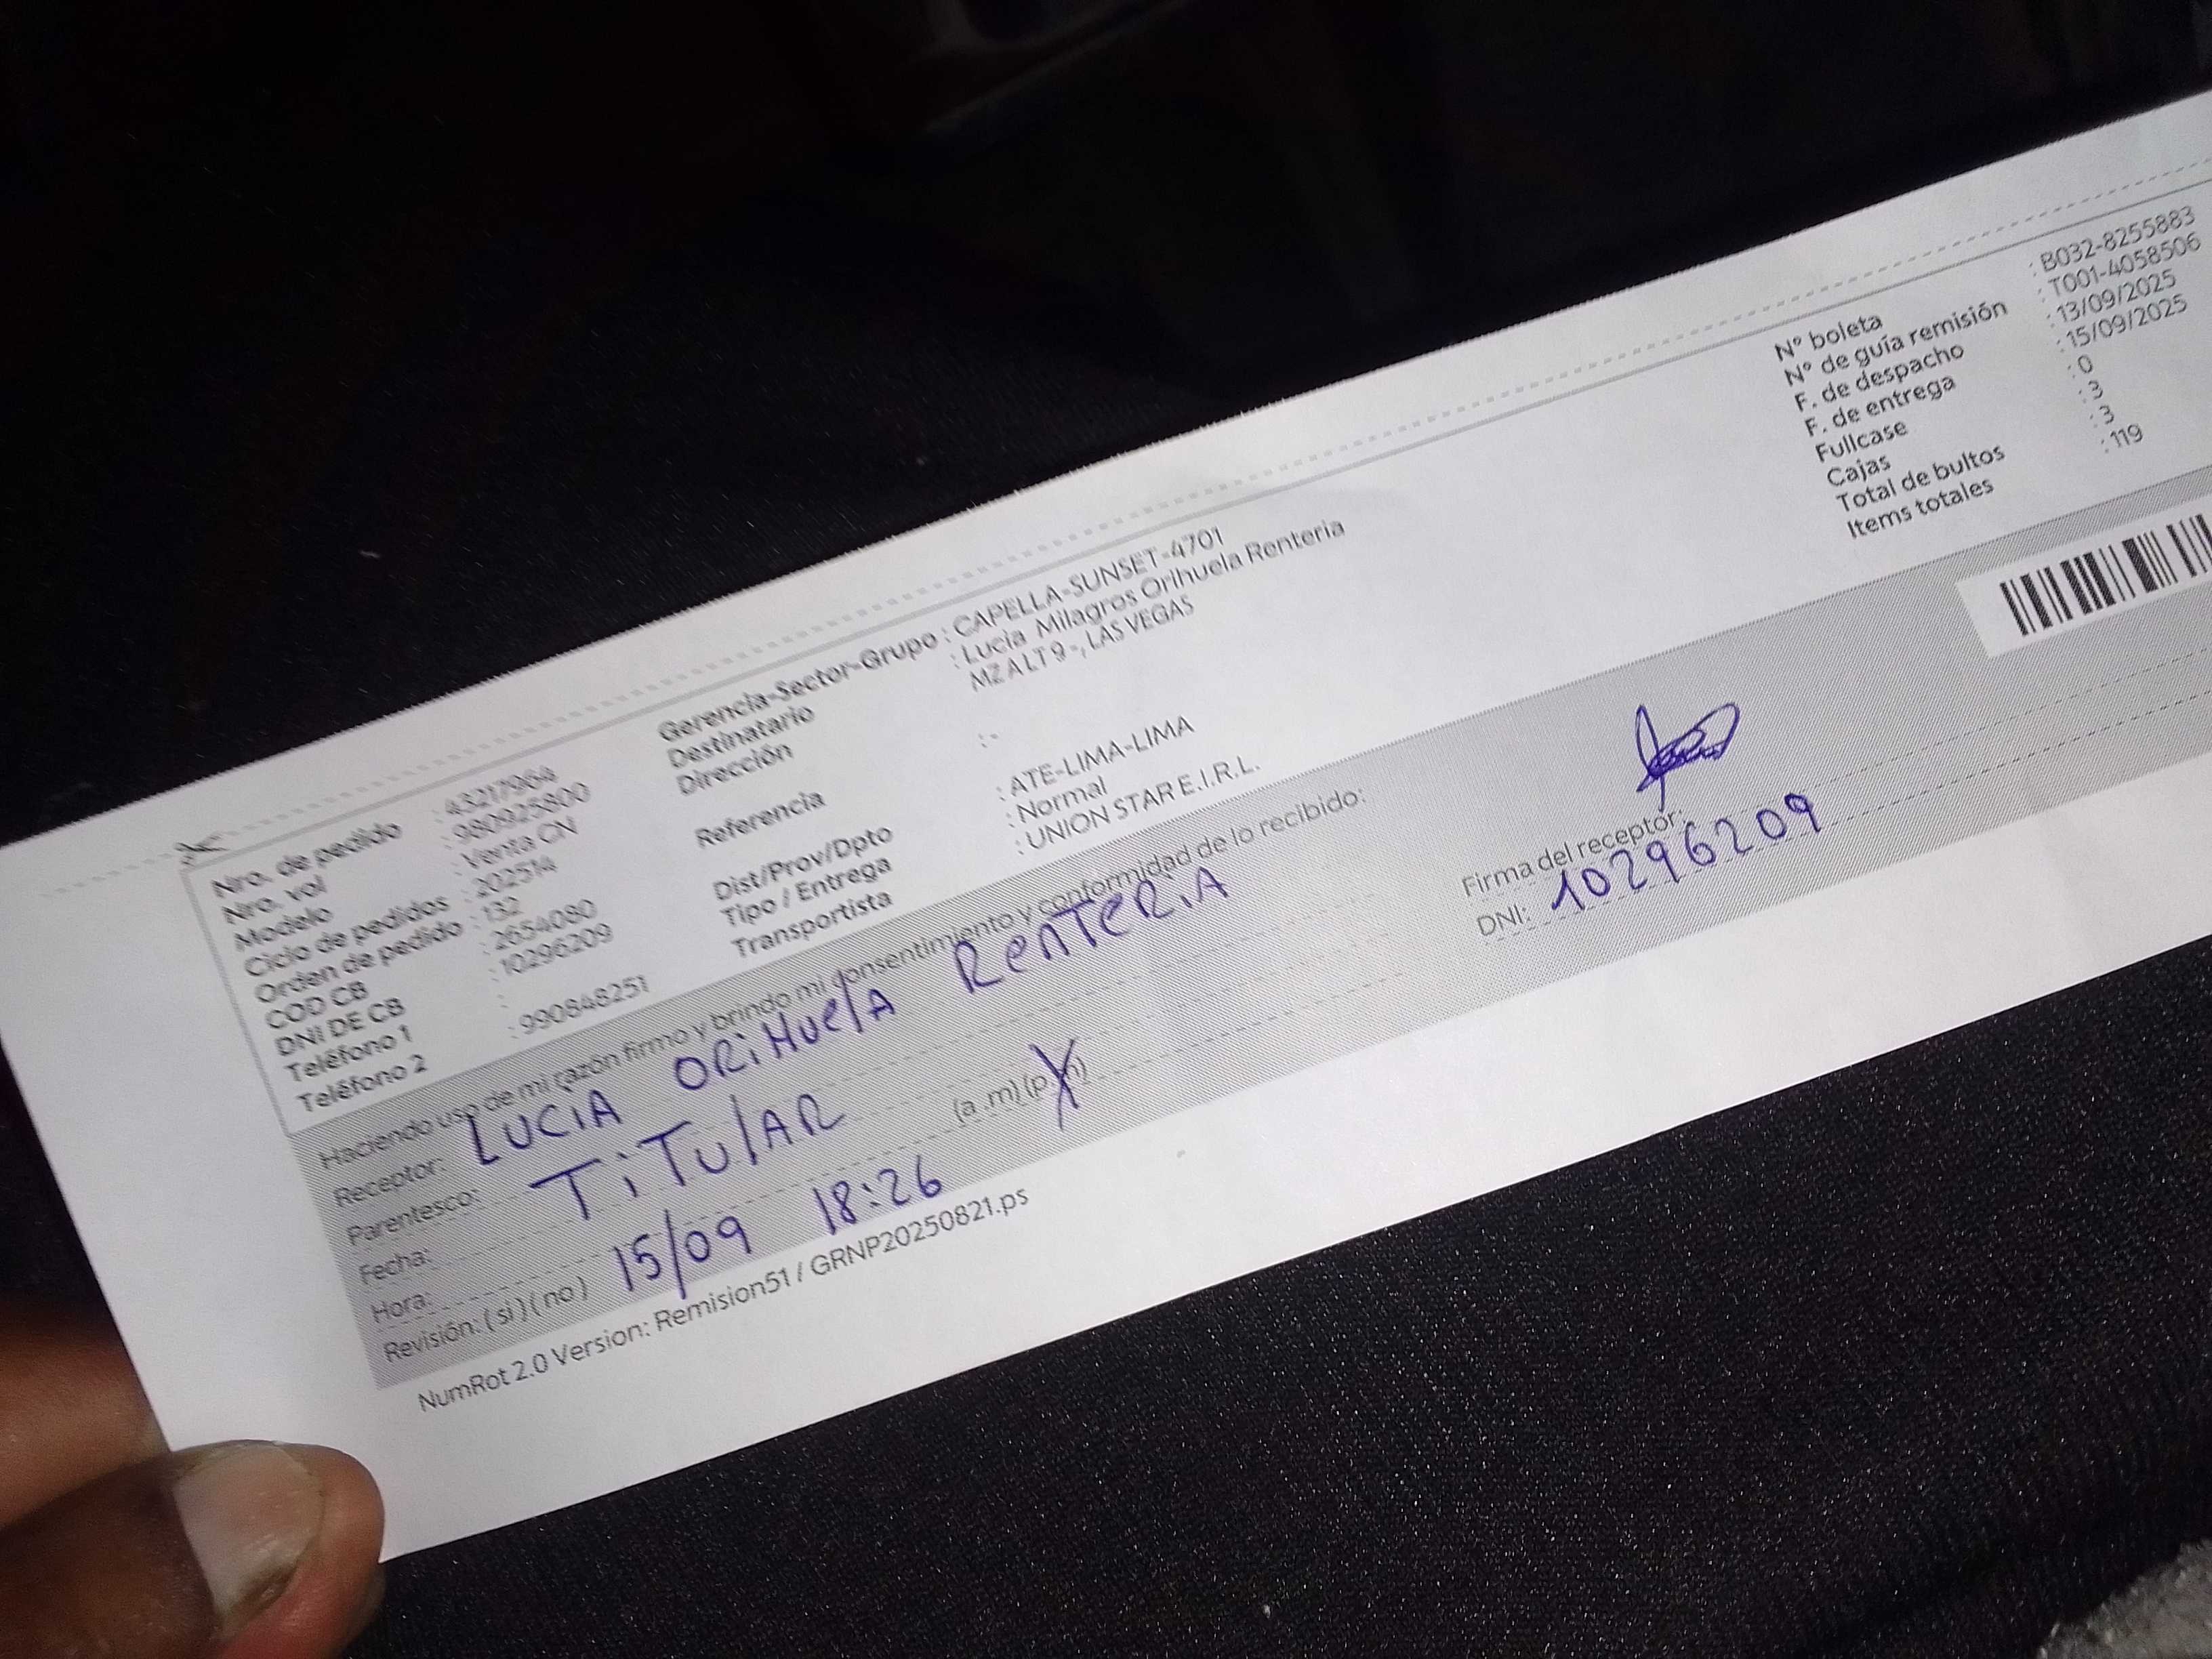 Nro. de pedido : 43217964
Nro. vol : 980925800
Modelo : Venta CN
Ciclo de pedidos : 202514
Orden de pedido : 132
COD CB : 2654080
DNI DE CB : 10296209
Teléfono 1 :
Teléfono 2 : 990848251
Gerencia-Sector-Grupo : CAPELLA-SUNSET-4701
Destinatario : Lucia Milagros Orihuela Renteria
Dirección MZ A LT 9 -, LAS VEGAS
Referencia : -
Dist/Prov/Dpto : ATE-LIMA-LIMA
Tipo / Entrega : Normal
Transportista : UNION STAR E.I.R.L.
N° boleta : B032-8255883
N° de guía remisión : T001-4058506
F. de despacho : 13/09/2025
F. de entrega : 15/09/2025
Fullcase : 0
Cajas : 3
Total de bultos : 3
Items totales : 119
Haciendo uso de mi razón firmo y brindo mi consentimiento y conformidad de lo recibido:
Receptor: LUCIA ORIHUELA RENTERIA
Parentesco: TITULAR
Fecha:
Hora: (a .m) (p.m)
Revisión: ( si ) ( no ) 15/09 18:26
Firma del receptor:
DNI: 10296209
NumRot 2.0 Version: Remision51 / GRNP20250821.ps